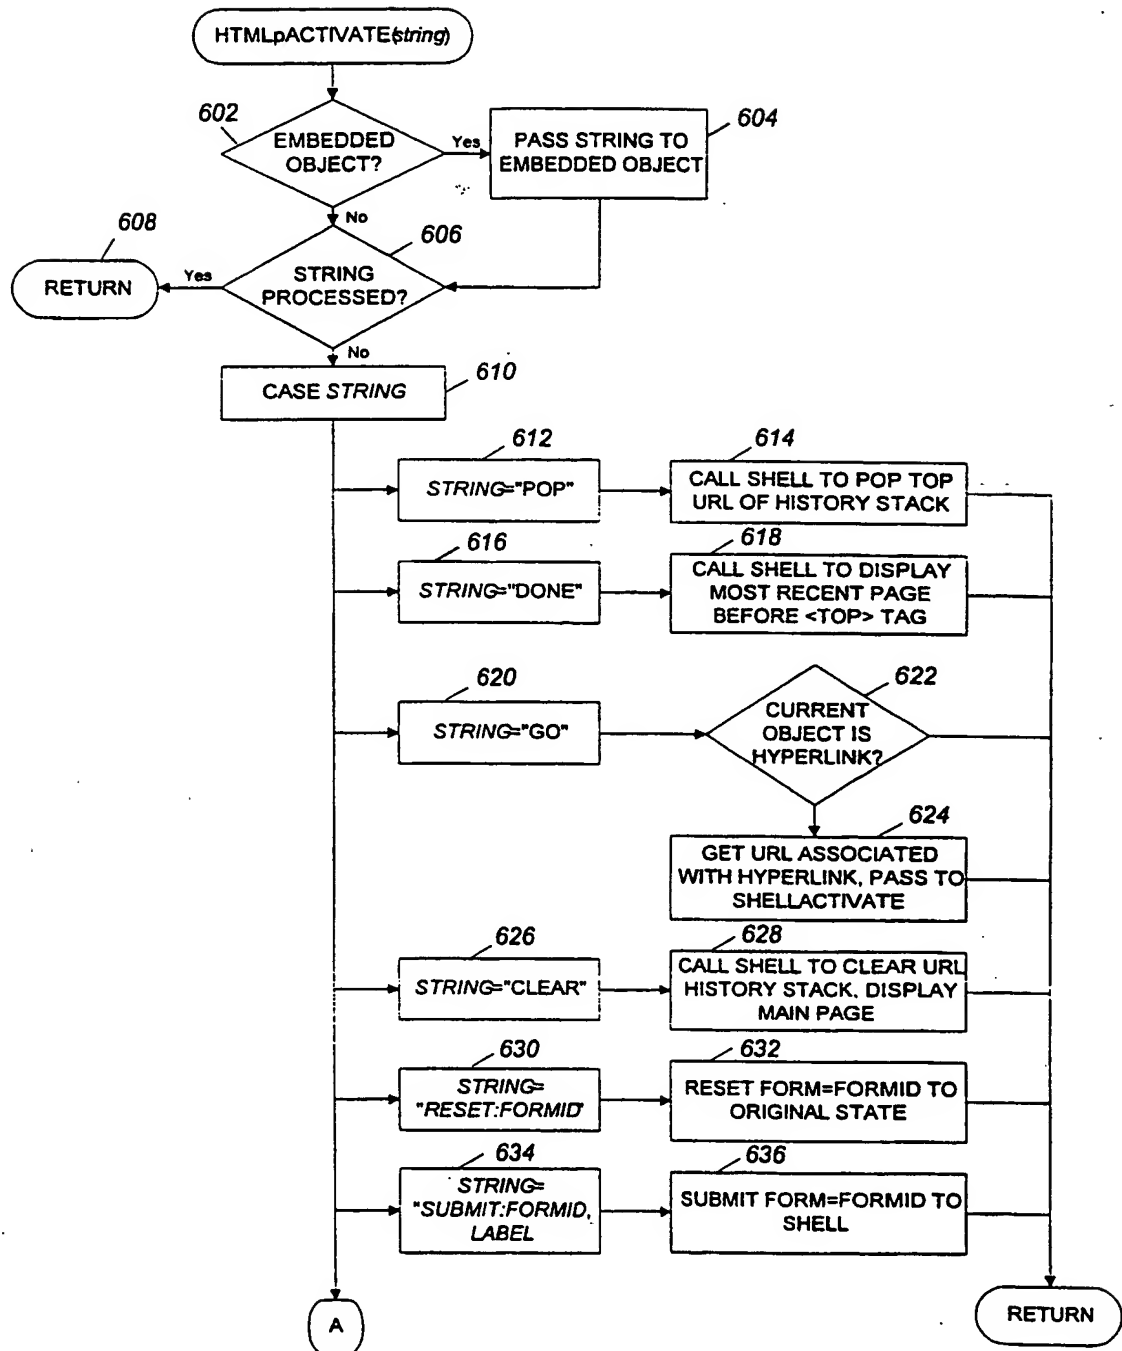 HTMLpACTIVATE(string)
602
EMBEDDED
OBJECT?
Yes
604
PASS STRING TO
EMBEDDED OBJECT
No
608
RETURN
Yes
606
STRING
PROCESSED?
No
610
CASE STRING
612
STRING="POP"
614
CALL SHELL TO POP TOP
URL OF HISTORY STACK
616
STRING="DONE"
618
CALL SHELL TO DISPLAY
MOST RECENT PAGE
BEFORE <TOP> TAG
620
STRING="GO"
622
CURRENT
OBJECT IS
HYPERLINK?
624
GET URL ASSOCIATED
WITH HYPERLINK, PASS TO
SHELLACTIVATE
626
STRING="CLEAR"
628
CALL SHELL TO CLEAR URL
HISTORY STACK, DISPLAY
MAIN PAGE
630
STRING=
"RESET:FORMID"
632
RESET FORM=FORMID TO
ORIGINAL STATE
634
STRING=
"SUBMIT:FORMID,
LABEL
636
SUBMIT FORM=FORMID TO
SHELL
A
RETURN